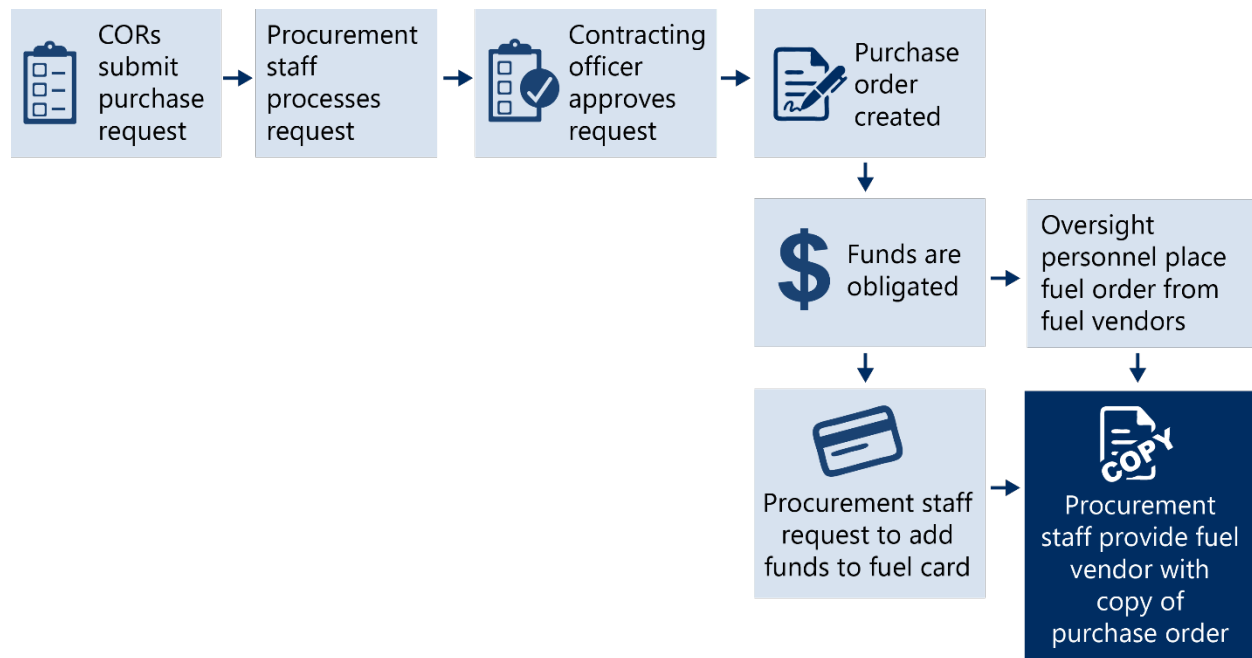 CORs
submit
purchase
request
Procurement
staff
processes
request
Contracting
officer
approves
request
Purchase
order
created
$
Funds are
obligated
Oversight
personnel place
fuel order from
fuel vendors
Procurement staff
request to add
funds to fuel card
COPY
Procurement
staff provide fuel
vendor with
copy of
purchase order